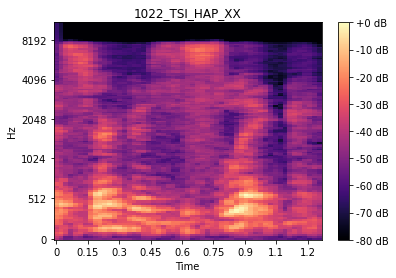 1022_TSI_HAP_XX
+0 dB
8192
-10 dB
4096
-20 dB
-30 dB
2048
-40 dB
Hz
1024
-50 dB
512
-60 dB
-70 dB
0
-80 dB
0 0.15 0.3 0.45 0.6 0.75 0.9 1.1 1.2
Time